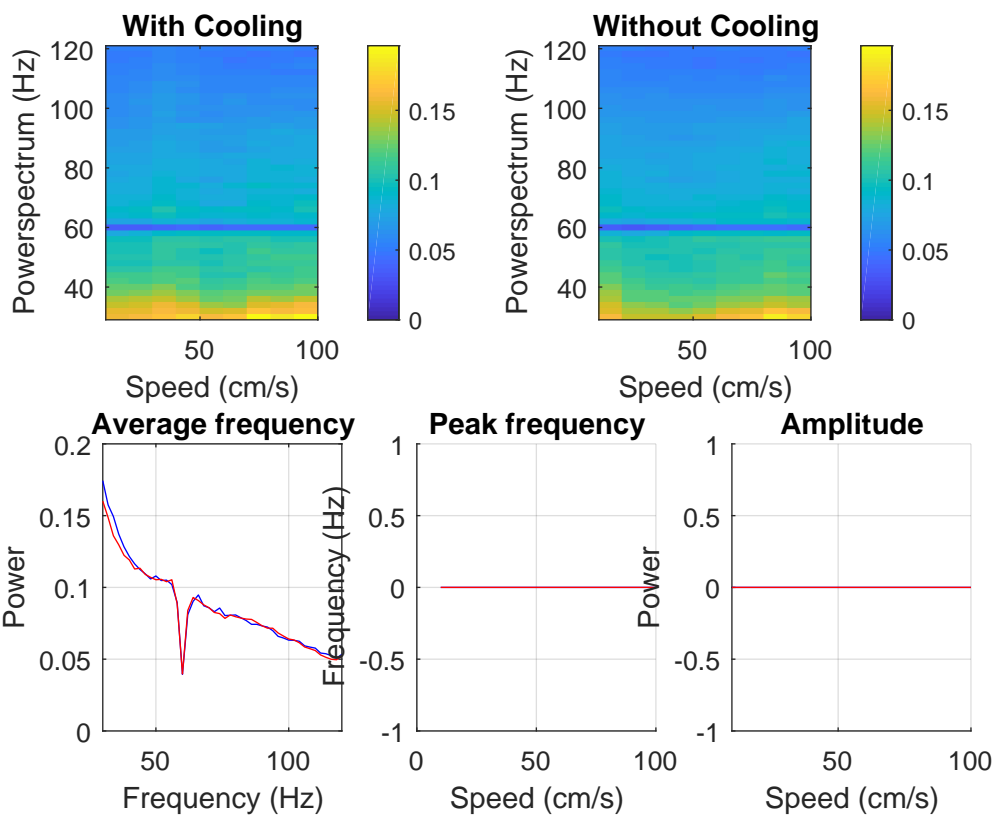 With Cooling
Powerspectrum (Hz)
120
100
80
60
40
50
100
Speed (cm/s)
0.15
0.1
0.05
0
Without Cooling
Powerspectrum (Hz)
120
100
80
60
40
50
100
Speed (cm/s)
0.15
0.1
0.05
0
Average frequency
Power
0.2
0.15
0.1
0.05
0
50
100
Frequency (Hz)
Peak frequency
Frequency (Hz)
1
0.5
0
-0.5
-1
0
50
100
Speed (cm/s)
Amplitude
Power
1
0.5
0
-0.5
-1
50
100
Speed (cm/s)